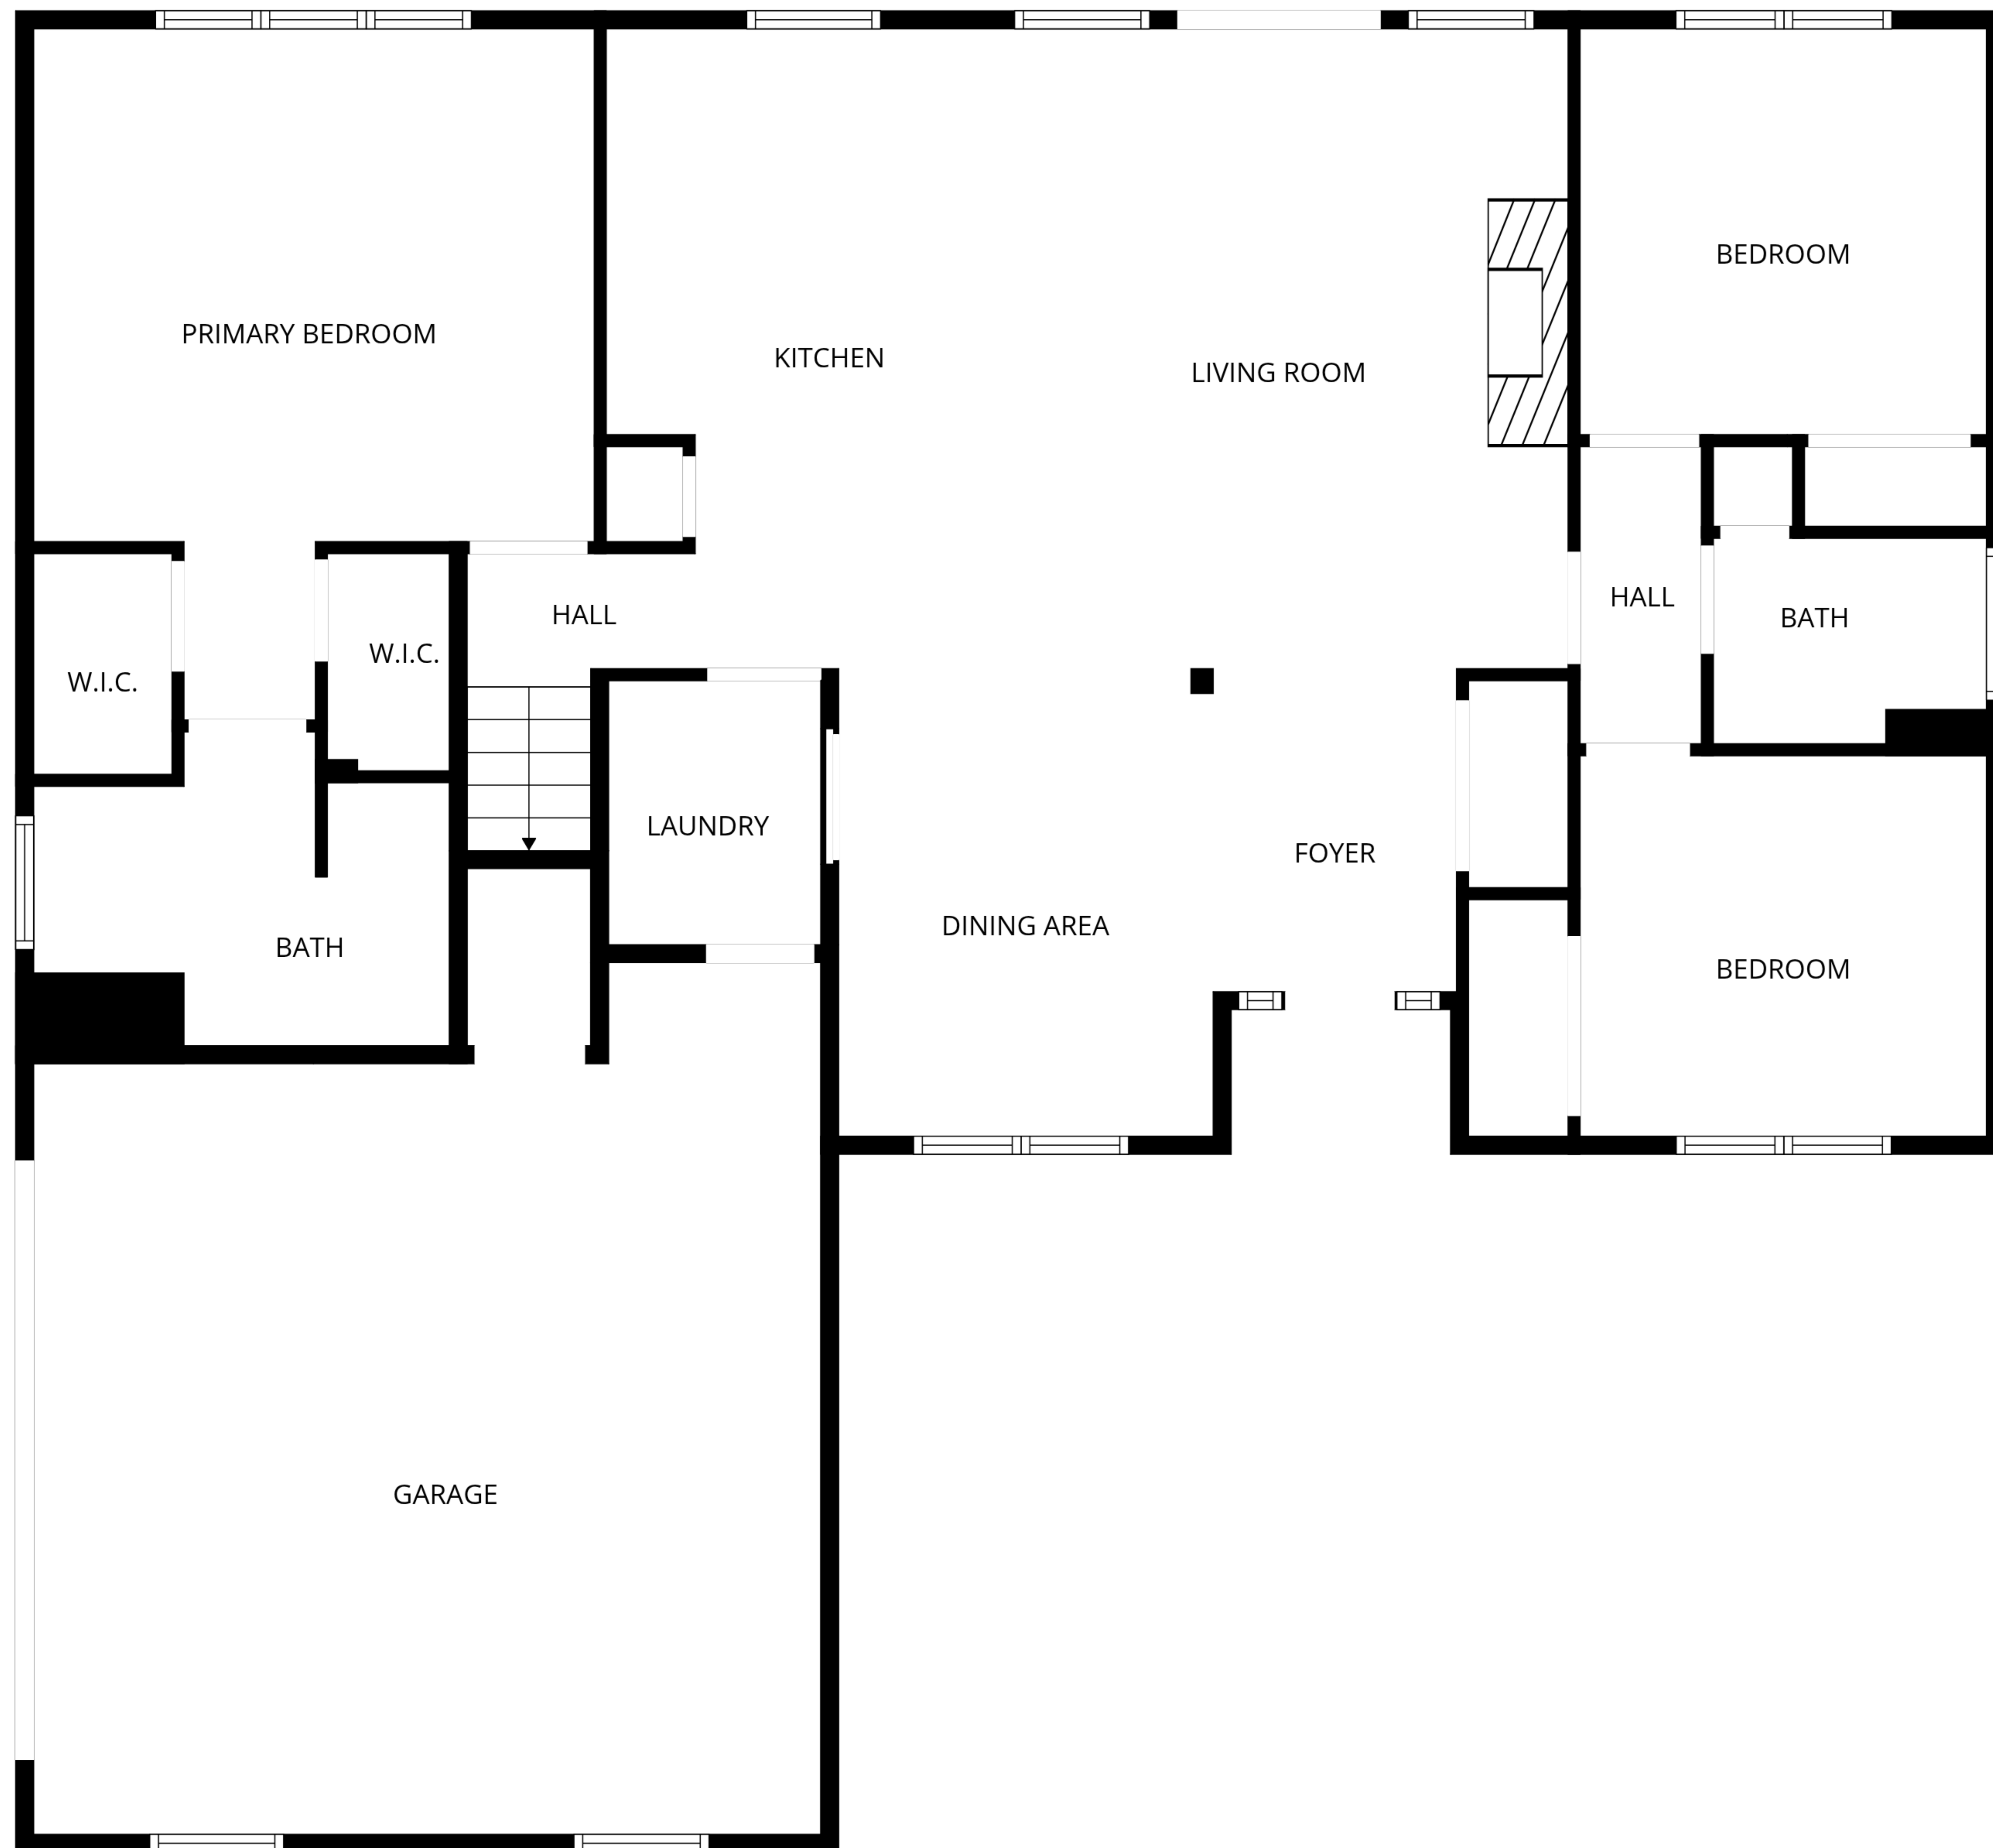 BEDROOM
PRIMARY BEDROOM
KITCHEN
LIVING ROOM
HALL
HALL
BATH
W.I.C.
W.I.C.
LAUNDRY
FOYER
DINING AREA
BATH
BEDROOM
GARAGE